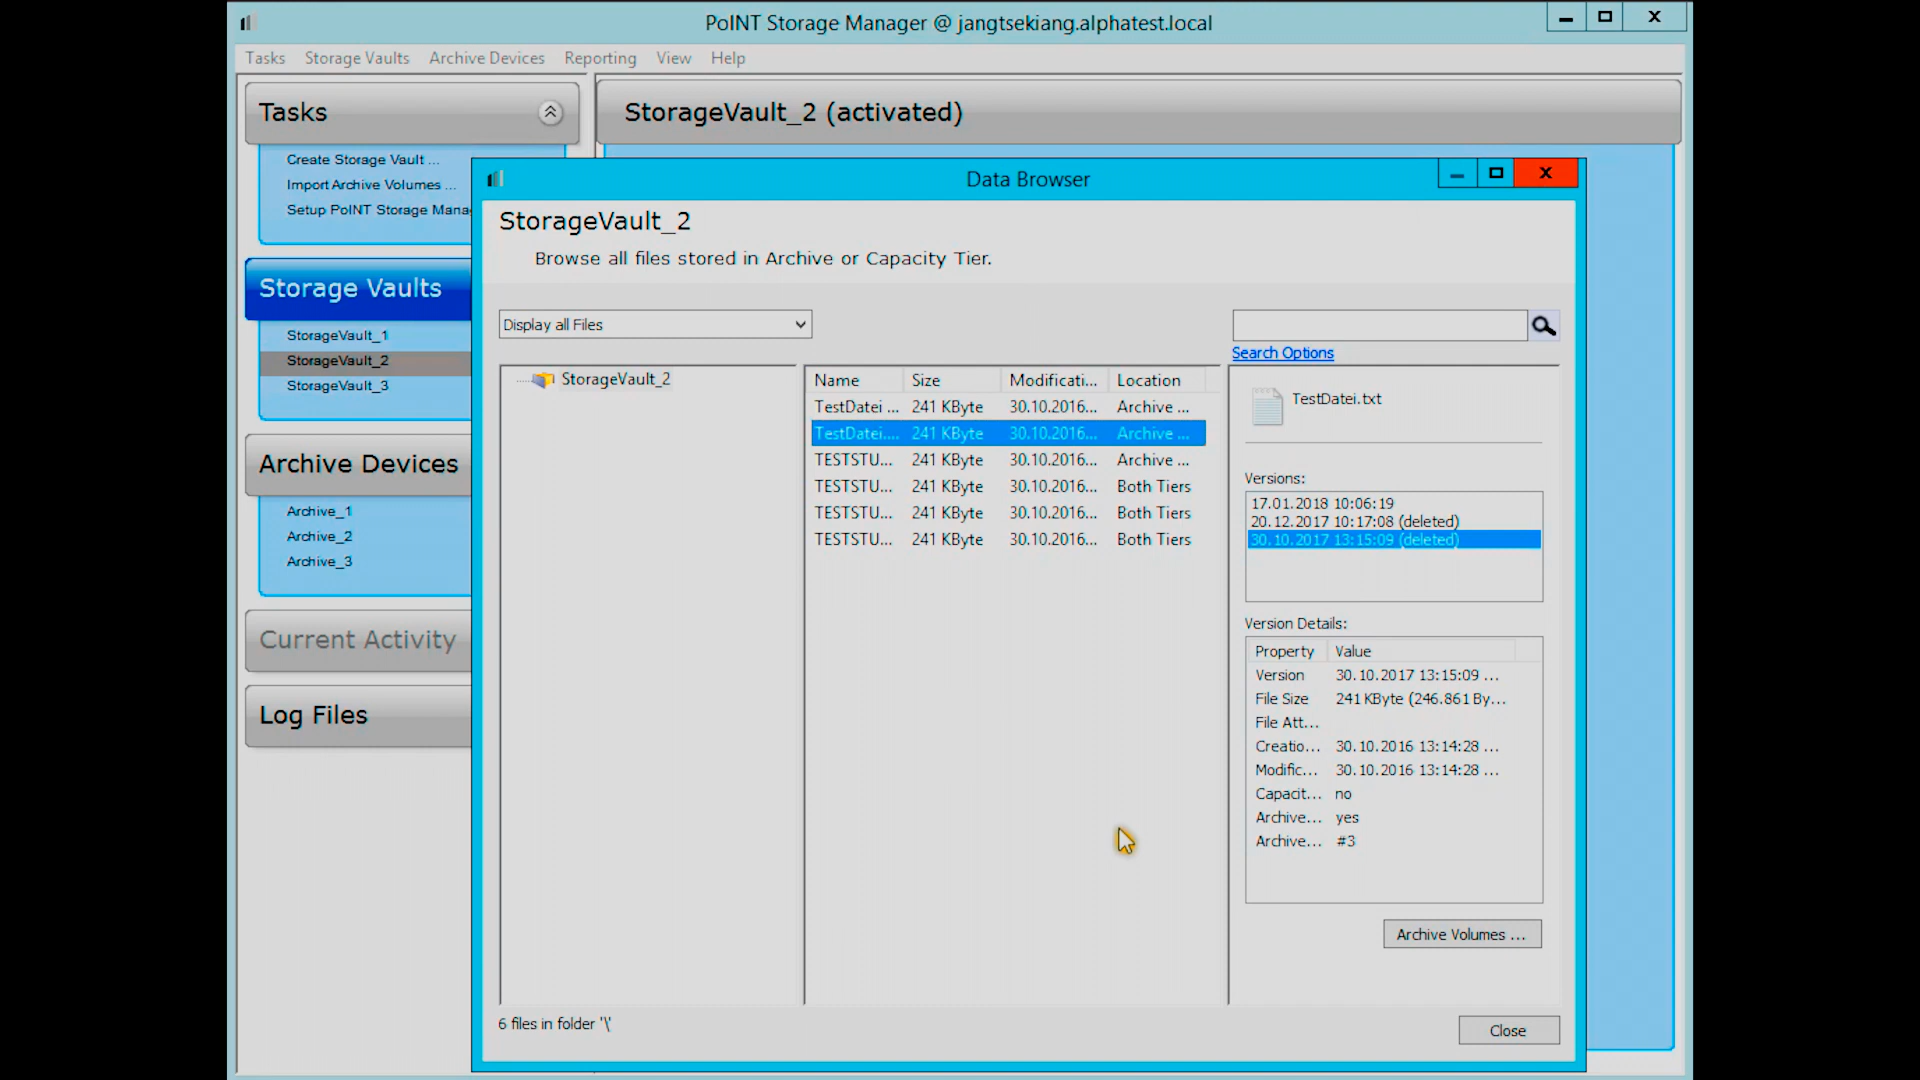 PoINT Storage Manager @ jangtsekiang.alphatest.local
Tasks Storage Vaults Archive Devices Reporting View Help
Tasks
Create Storage Vault ...
Import Archive Volumes ...
Setup PoINT Storage Mana
Storage Vaults
StorageVault_1
StorageVault_2
StorageVault_3
Archive Devices
Archive_1
Archive_2
Archive_3
Current Activity
Log Files
StorageVault_2 (activated)
Data Browser
StorageVault_2
Browse all files stored in Archive or Capacity Tier.
Display all Files
Search Options
StorageVault_2
Name Size Modificati... Location
TestDatei ... 241 KByte 30.10.2016... Archive ...
TestDatei.... 241 KByte 30.10.2016... Archive ...
TESTSTU... 241 KByte 30.10.2016... Archive ...
TESTSTU... 241 KByte 30.10.2016... Both Tiers
TESTSTU... 241 KByte 30.10.2016... Both Tiers
TESTSTU... 241 KByte 30.10.2016... Both Tiers
TestDatei.txt
Versions:
17.01.2018 10:06:19
20.12.2017 10:17:08 (deleted)
30.10.2017 13:15:09 (deleted)
Version Details:
Property Value
Version 30.10.2017 13:15:09 ...
File Size 241 KByte (246.861 By...
File Att...
Creatio... 30.10.2016 13:14:28 ...
Modific... 30.10.2016 13:14:28 ...
Capacit... no
Archive... yes
Archive... #3
Archive Volumes ...
6 files in folder '\'
Close